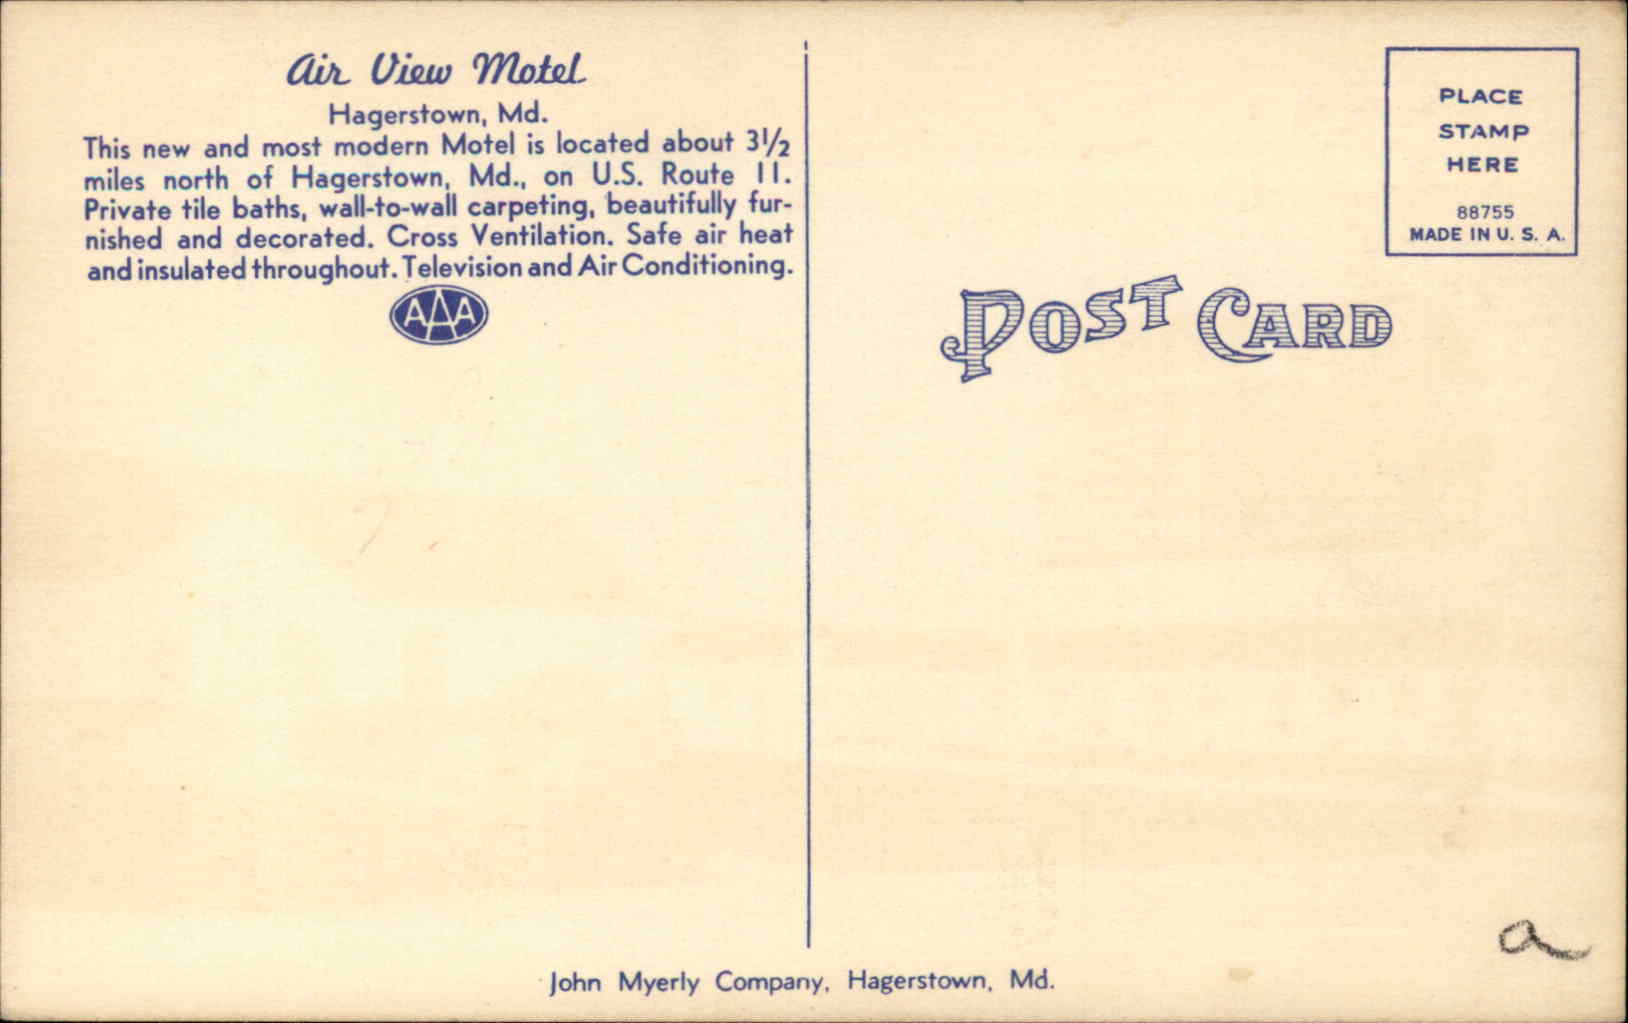 Air View Motel
Hagerstown, Md.
This new and most modern Motel is located about 3½
miles north of Hagerstown, Md., on U.S. Route 11.
Private tile baths, wall-to-wall carpeting, beautifully fur-
nished and decorated. Cross Ventilation. Safe air heat
and insulated throughout. Television and Air Conditioning.
AAA
PLACE
STAMP
HERE
88755
MADE IN U. S. A.
POST CARD
a
John Myerly Company, Hagerstown, Md.